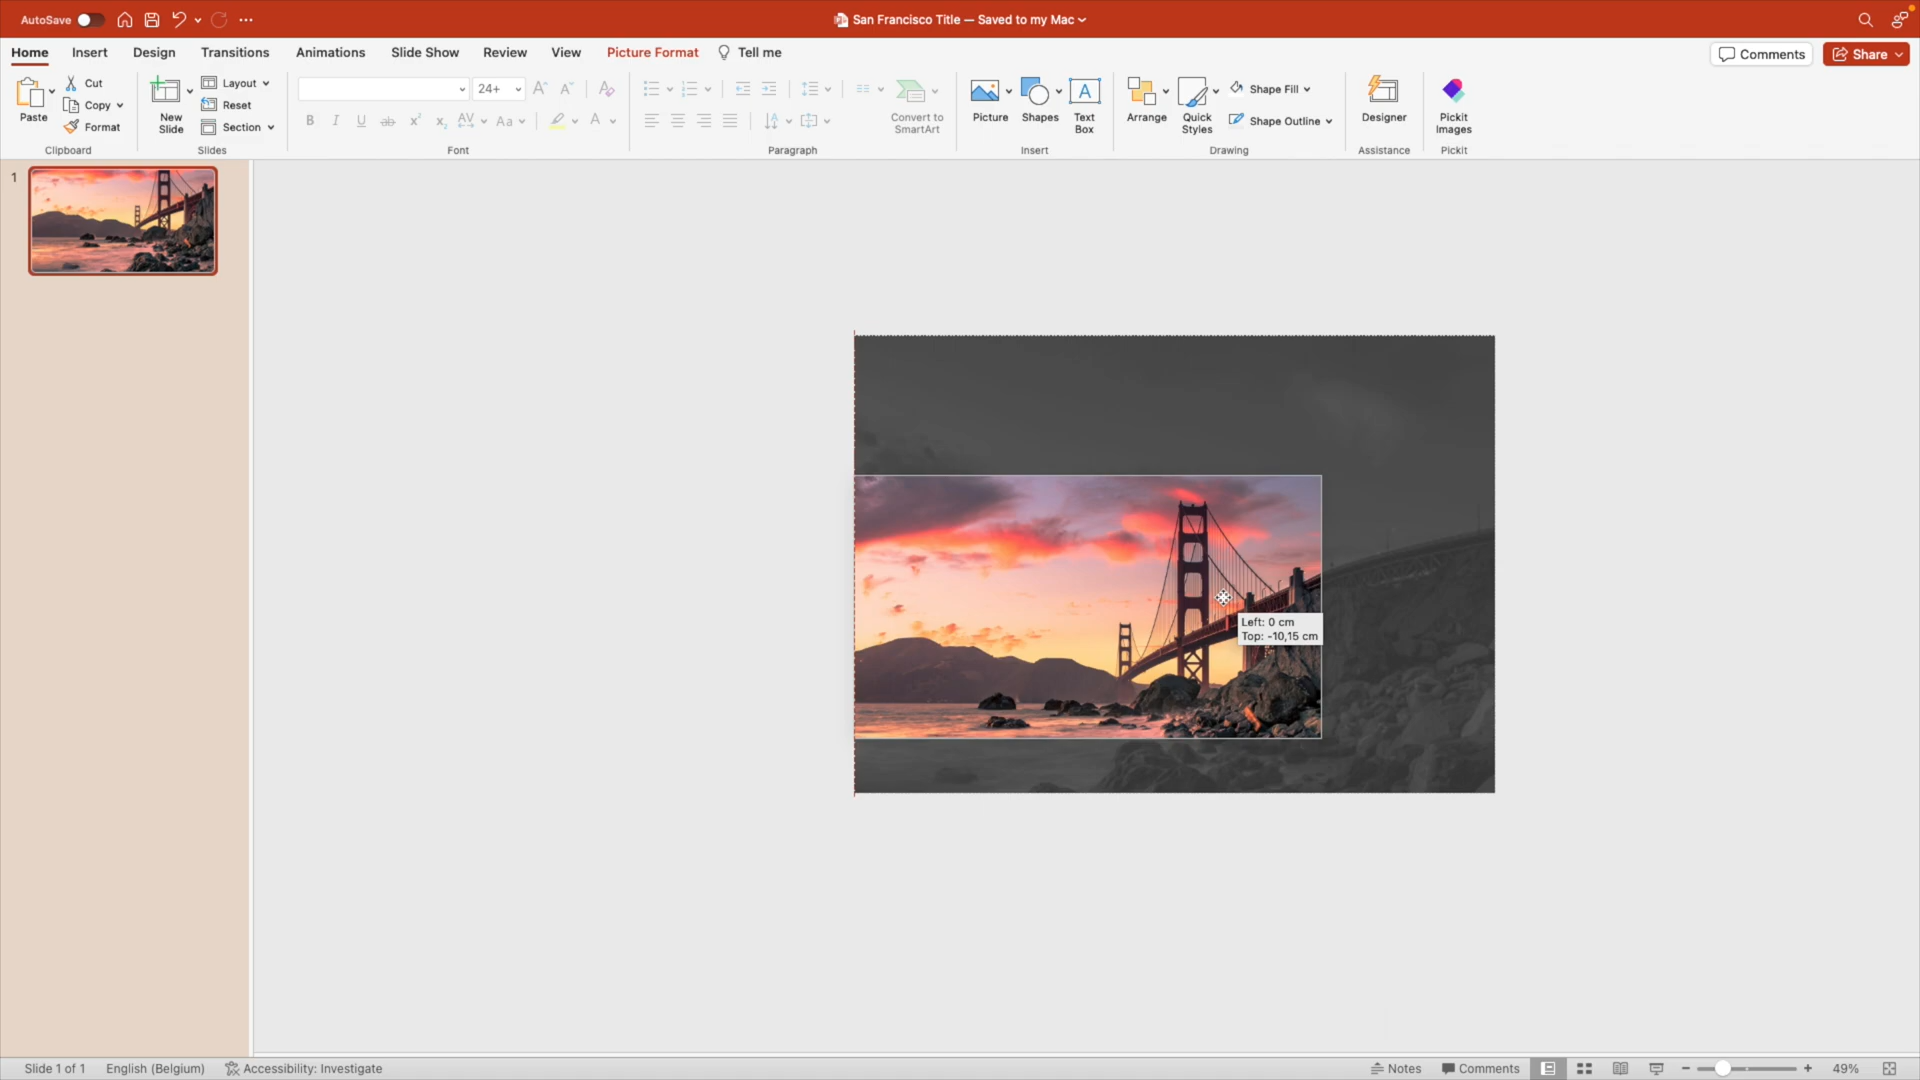 AutoSave
San Francisco Title — Saved to my Mac
Home Insert Design Transitions Animations Slide Show Review View Picture Format Tell me
Comments Share
Paste
Cut
Copy
Format
Clipboard
New Slide
Layout
Reset
Section
Slides
24+
Font
Paragraph
Convert to SmartArt
Picture
Shapes
Text Box
Insert
Arrange
Quick Styles
Shape Fill
Shape Outline
Drawing
Designer
Assistance
Pickit Images
Pickit
1
Left: 0 cm
Top: -10,15 cm
Slide 1 of 1 English (Belgium) Accessibility: Investigate Notes Comments 49%